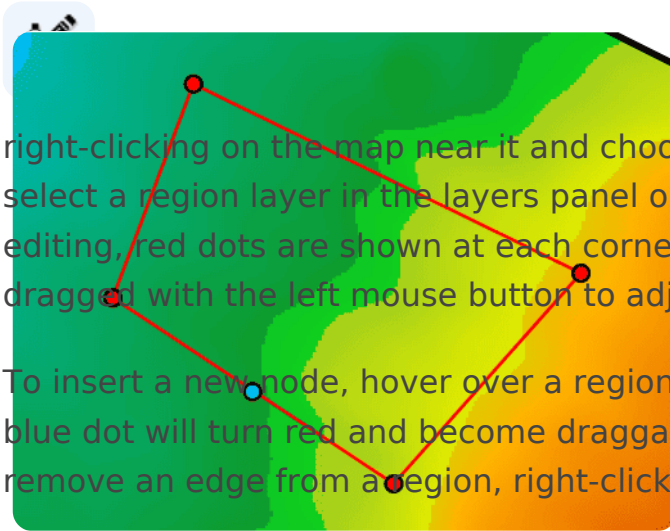 right-clicking on the map near it and choo
select a region layer in the layers panel o
editing, red dots are shown at each corne
dragged with the left mouse button to adj
To insert a new node, hover over a region
blue dot will turn red and become dragga
remove an edge from a region, right-click